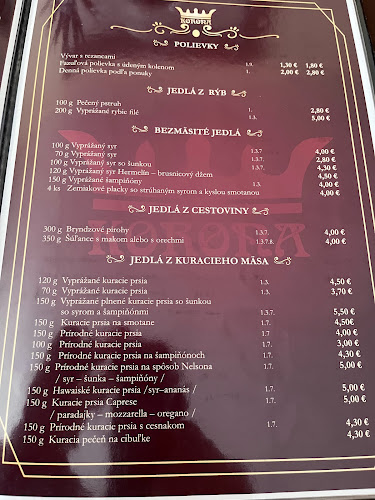 KORUNA
POLIEVKY
Vývar s rezancami
Fazuľová polievka s údeným kolenom 1.9. 1,30 € 1,80 €
Denná polievka podľa ponuky 1. 2,00 € 2,80 €
JEDLÁ Z RÝB
100 g Pečený pstruh 1. 2,80 €
200 g Vyprážané rybie filé 1.3. 5,00 €
BEZMÄSITÉ JEDLÁ
100 g Vyprážaný syr 1.3.7. 4,00 €
70 g Vyprážaný syr 1.3.7. 2,80 €
100 g Vyprážaný syr so šunkou 1.3.7. 4,30 €
120 g Vyprážaný syr Hermelín – brusnicový džem 4,50 €
150 g Vyprážané šampiňóny 1.3. 4,00 €
4 ks Zemiakové placky so strúhaným syrom a kyslou smotanou 4,00 €
JEDLÁ Z CESTOVINY
300 g Bryndzové pirohy 1.3.7. 4,00 €
350 g Šúľance s makom alebo s orechmi 1.3.7.8. 4,00 €
KORUNA
JEDLÁ Z KURACIEHO MÄSA
120 g Vyprážané kuracie prsia 1.3. 4,50 €
70 g Vyprážané kuracie prsia 1.3. 3,70 €
150 g Vyprážané plnené kuracie prsia so šunkou
so syrom a šampiňónmi 1.3.7. 5,50 €
150 g Kuracie prsia na smotane 1.7. 4,50€
150 g Prírodné kuracie prsia 1.7. 4,00 €
100 g Prírodné kuracie prsia 1.7. 3,00 €
150 g Prírodné kuracie prsia na šampiňónoch 1.7. 4,30 €
150 g Prírodné kuracie prsia na spôsob Nelsona 1.7. 5,00 €
/ syr – šunka – šampiňóny /
150 g Hawaiské kuracie prsia /syr–ananás / 1.7. 5,00 €
150 g Kuracie prsia Caprese 1.7. 5,00 €
/ paradajky – mozzarella – oregano /
150 g Prírodné kuracie prsia s cesnakom 1.7. 4,30 €
150 g Kuracia pečeň na cibuľke 4,30 €